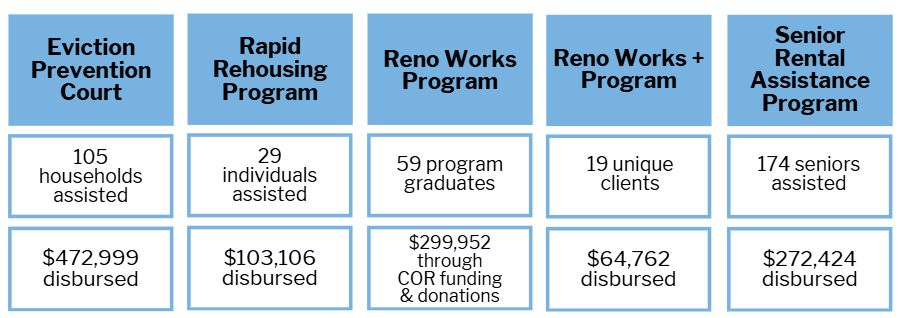 Eviction
Prevention
Court
Rapid
Rehousing
Program
Reno Works
Program
Reno Works +
Program
Senior
Rental
Assistance
Program
105
households
assisted
29
individuals
assisted
59 program
graduates
19 unique
clients
174 seniors
assisted
$472,999
disbursed
$103,106
disbursed
$299,952
through
COR funding
& donations
$64,762
disbursed
$272,424
disbursed